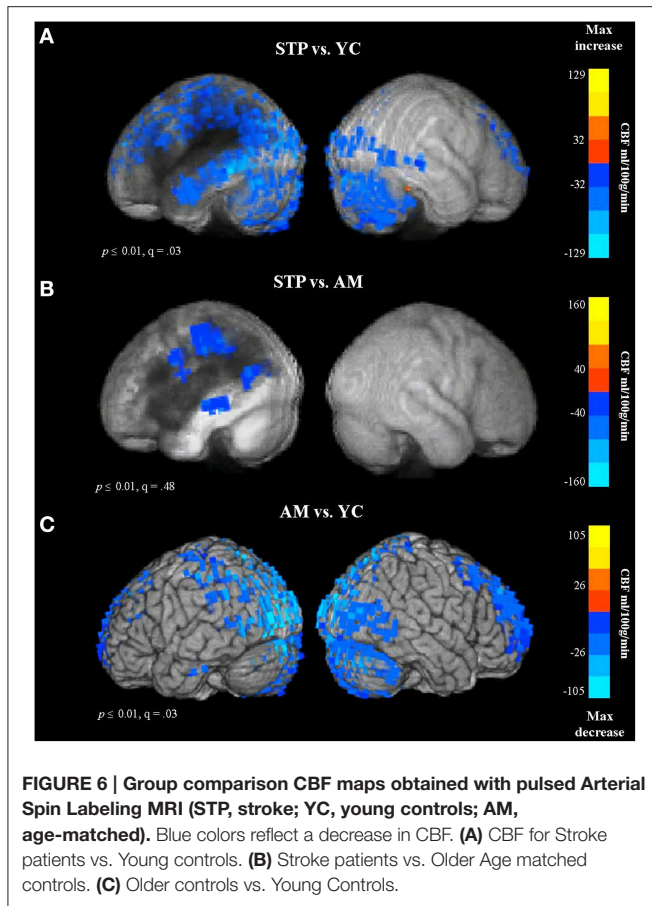 A
STP vs. YC
Max
increase
129
32
-32
-129
CBF ml/100g/min
p ≤ 0.01, q = .03
B
STP vs. AM
160
40
-40
-160
CBF ml/100g/min
p ≤ 0.01, q = .48
C
AM vs. YC
105
26
-26
-105
CBF ml/100g/min
p ≤ 0.01, q = .03
Max
decrease
FIGURE 6 | Group comparison CBF maps obtained with pulsed Arterial
Spin Labeling MRI (STP, stroke; YC, young controls; AM,
age-matched). Blue colors reflect a decrease in CBF. (A) CBF for Stroke
patients vs. Young controls. (B) Stroke patients vs. Older Age matched
controls. (C) Older controls vs. Young Controls.